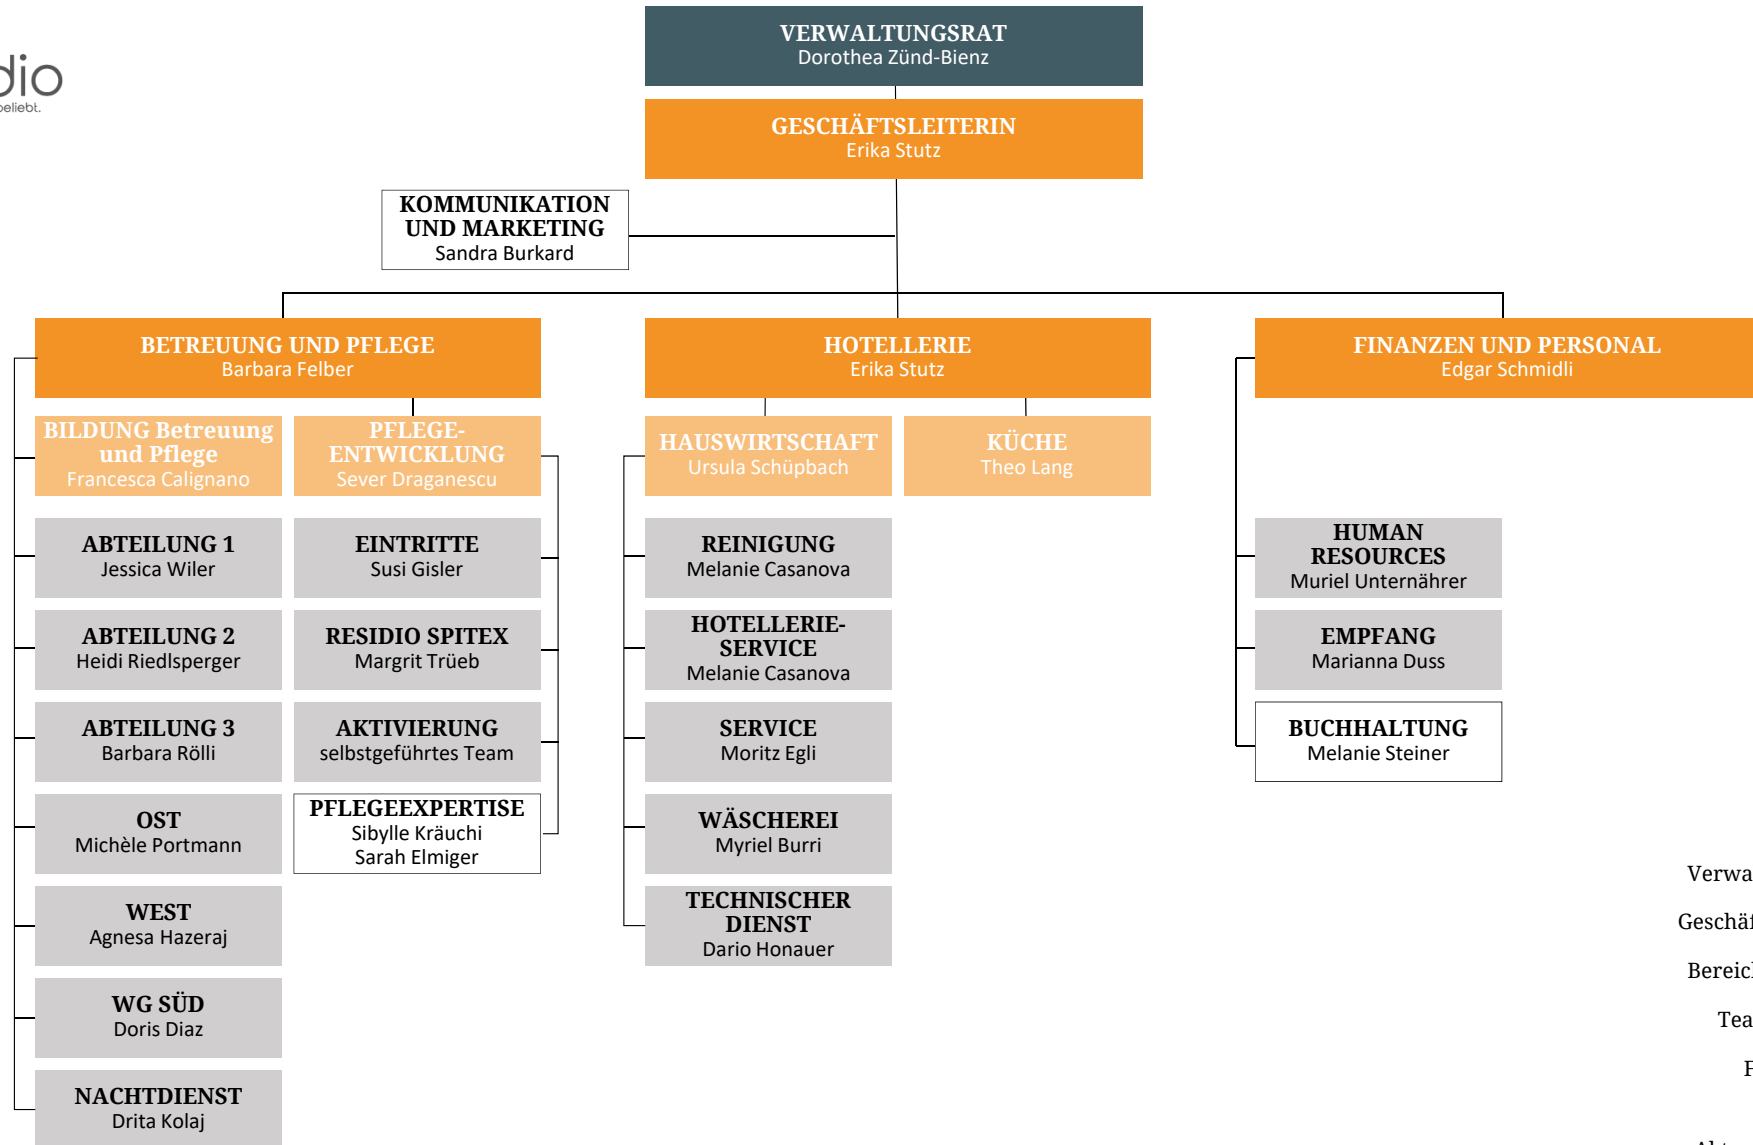 beliebt.
VERWALTUNGSRAT
Dorothea Zünd-Bienz
GESCHÄFTSLEITERIN
Erika Stutz
KOMMUNIKATION
UND MARKETING
Sandra Burkard
BETREUUNG UND PFLEGE
Barbara Felber
HOTELLERIE
Erika Stutz
FINANZEN UND PERSONAL
Edgar Schmidli
BILDUNG Betreuung
und Pflege
Francesca Calignano
PFLEGE-
ENTWICKLUNG
Sever Draganescu
HAUSWIRTSCHAFT
Ursula Schüpbach
KÜCHE
Theo Lang
ABTEILUNG 1
Jessica Wiler
EINTRITTE
Susi Gisler
REINIGUNG
Melanie Casanova
HUMAN
RESOURCES
Muriel Unternährer
ABTEILUNG 2
Heidi Riedlsperger
RESIDIO SPITEX
Margrit Trüeb
HOTELLERIE-
SERVICE
Melanie Casanova
EMPFANG
Marianna Duss
ABTEILUNG 3
Barbara Rölli
AKTIVIERUNG
selbstgeführtes Team
SERVICE
Moritz Egli
BUCHHALTUNG
Melanie Steiner
OST
Michèle Portmann
PFLEGEEXPERTISE
Sibylle Kräuchi
Sarah Elmiger
WÄSCHEREI
Myriel Burri
WEST
Agnesa Hazeraj
TECHNISCHER
DIENST
Dario Honauer
WG SÜD
Doris Diaz
NACHTDIENST
Drita Kolaj